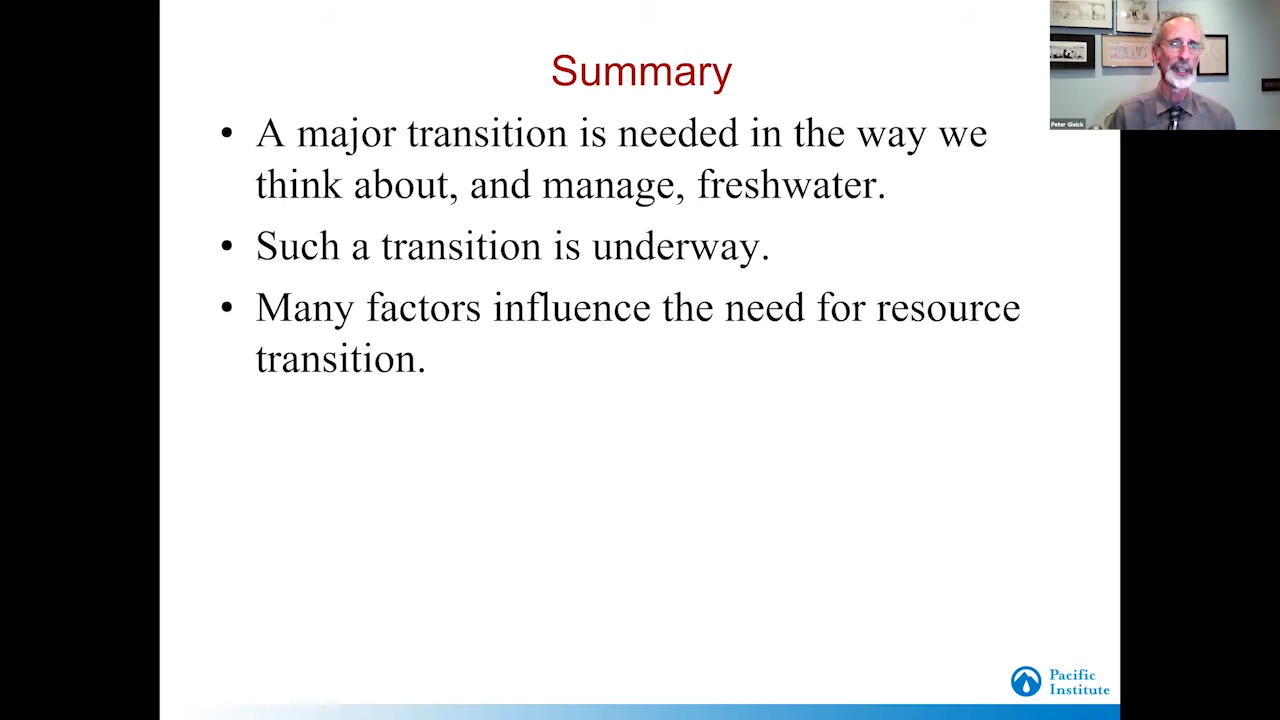 Summary
• A major transition is needed in the way we
think about, and manage, freshwater.
• Such a transition is underway.
• Many factors influence the need for resource
transition.
Peter Gleick
Pacific
Institute